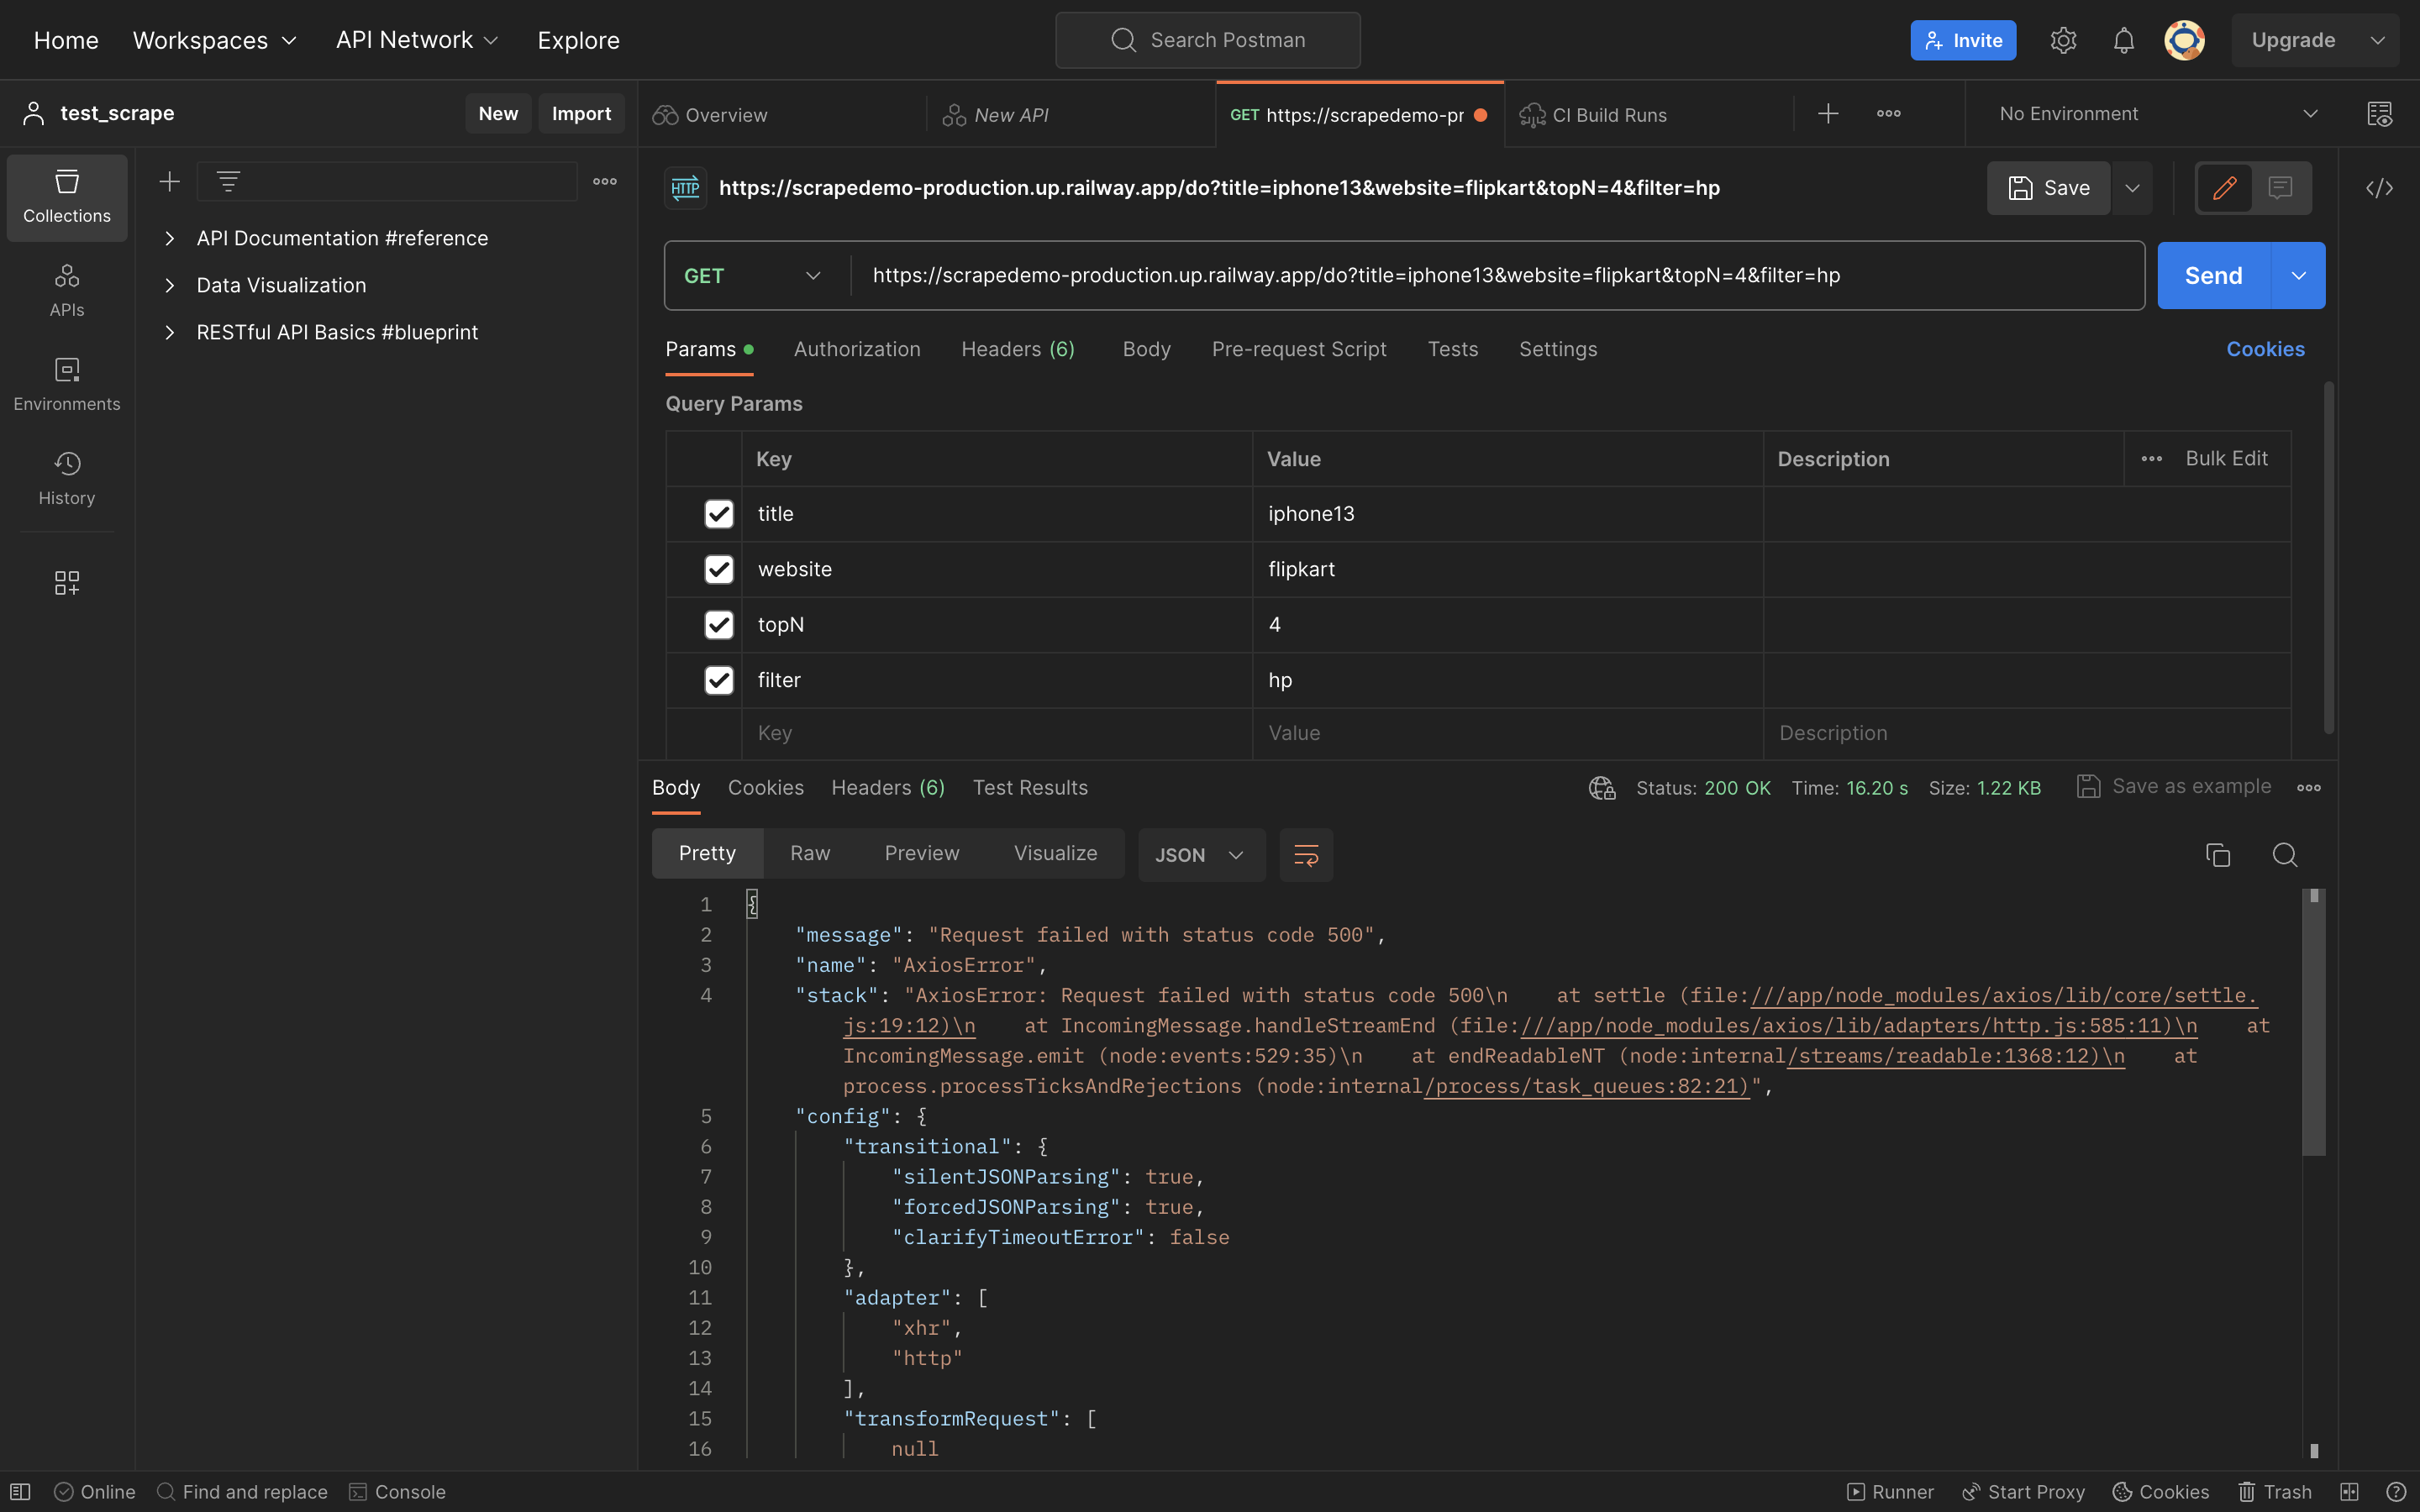 Home Workspaces API Network Explore Search Postman Invite Upgrade
test_scrape New Import Overview New API GET https://scrapedemo-pr CI Build Runs No Environment
Collections
APIs
Environments
History
API Documentation #reference
Data Visualization
RESTful API Basics #blueprint
HTTP https://scrapedemo-production.up.railway.app/do?title=iphone13&website=flipkart&topN=4&filter=hp Save
GET https://scrapedemo-production.up.railway.app/do?title=iphone13&website=flipkart&topN=4&filter=hp Send
Params Authorization Headers (6) Body Pre-request Script Tests Settings Cookies
Query Params
Key Value Description Bulk Edit
title iphone13
website flipkart
topN 4
filter hp
Key Value Description
Body Cookies Headers (6) Test Results Status: 200 OK Time: 16.20 s Size: 1.22 KB Save as example
Pretty Raw Preview Visualize JSON
1 {
2 "message": "Request failed with status code 500",
3 "name": "AxiosError",
4 "stack": "AxiosError: Request failed with status code 500\n at settle (file:///app/node_modules/axios/lib/core/settle.
js:19:12)\n at IncomingMessage.handleStreamEnd (file:///app/node_modules/axios/lib/adapters/http.js:585:11)\n at
IncomingMessage.emit (node:events:529:35)\n at endReadableNT (node:internal/streams/readable:1368:12)\n at
process.processTicksAndRejections (node:internal/process/task_queues:82:21)",
5 "config": {
6 "transitional": {
7 "silentJSONParsing": true,
8 "forcedJSONParsing": true,
9 "clarifyTimeoutError": false
10 },
11 "adapter": [
12 "xhr",
13 "http"
14 ],
15 "transformRequest": [
16 null
Online Find and replace Console Runner Start Proxy Cookies Trash